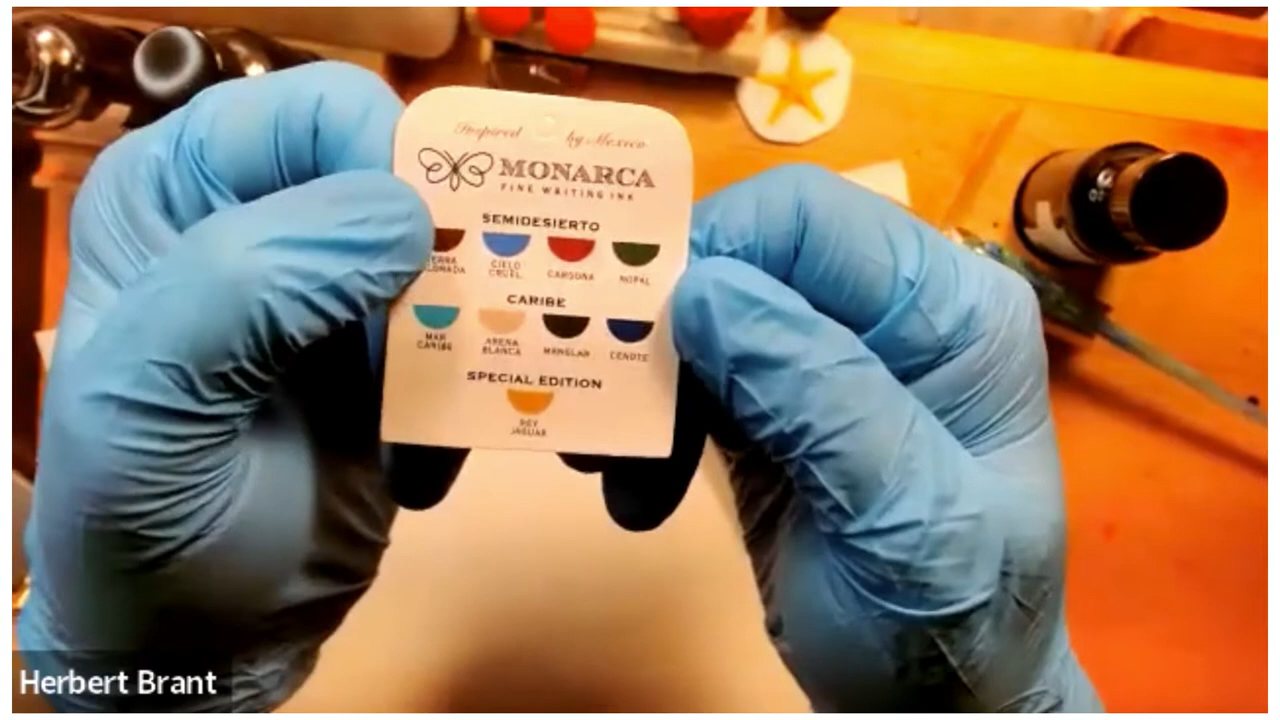 Inspired by Mexico
MONARCA
FINE WRITING INK
SEMIDESIERTO
CIELO CRUEL
CARDONA
NOPAL
CARIBE
MAR CARIBE
ARENA BLANCA
MANGLAR
CENOTE
SPECIAL EDITION
REY JAGUAR
Herbert Brant